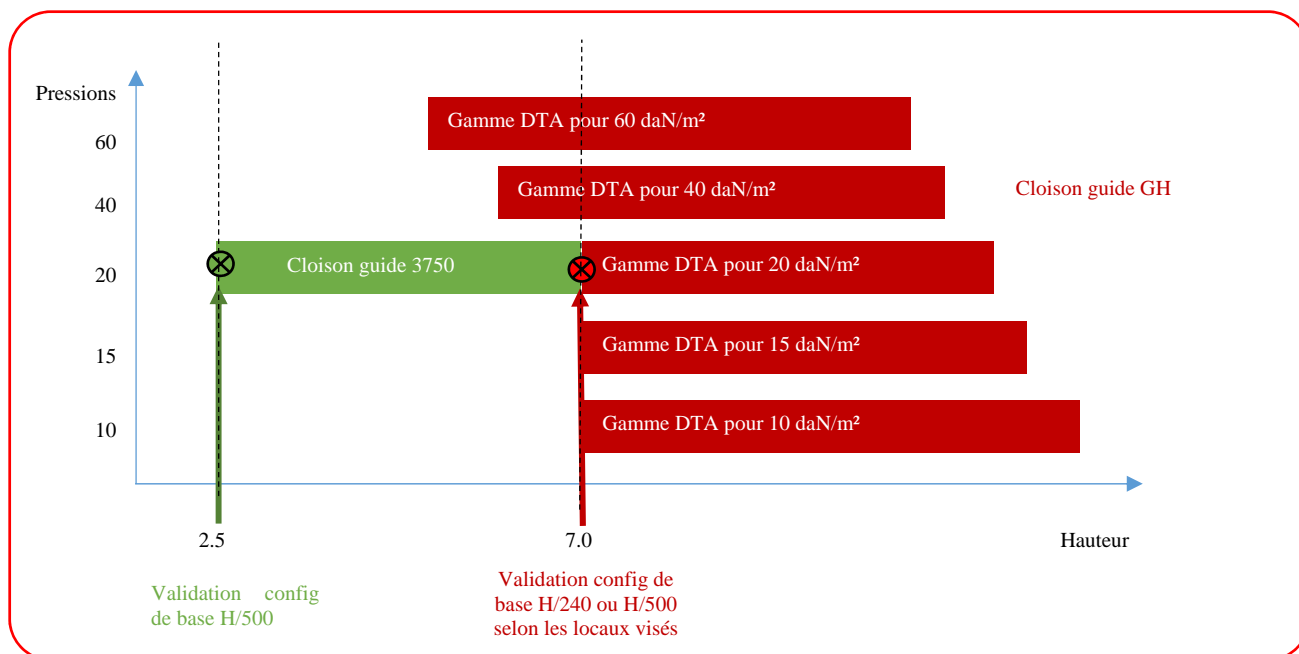 Pressions
60
Gamme DTA pour 60 daN/m²
40
Gamme DTA pour 40 daN/m²
Cloison guide GH
20
Cloison guide 3750
Gamme DTA pour 20 daN/m²
15
Gamme DTA pour 15 daN/m²
10
Gamme DTA pour 10 daN/m²
2.5
7.0
Hauteur
Validation config
de base H/500
Validation config de
base H/240 ou H/500
selon les locaux visés